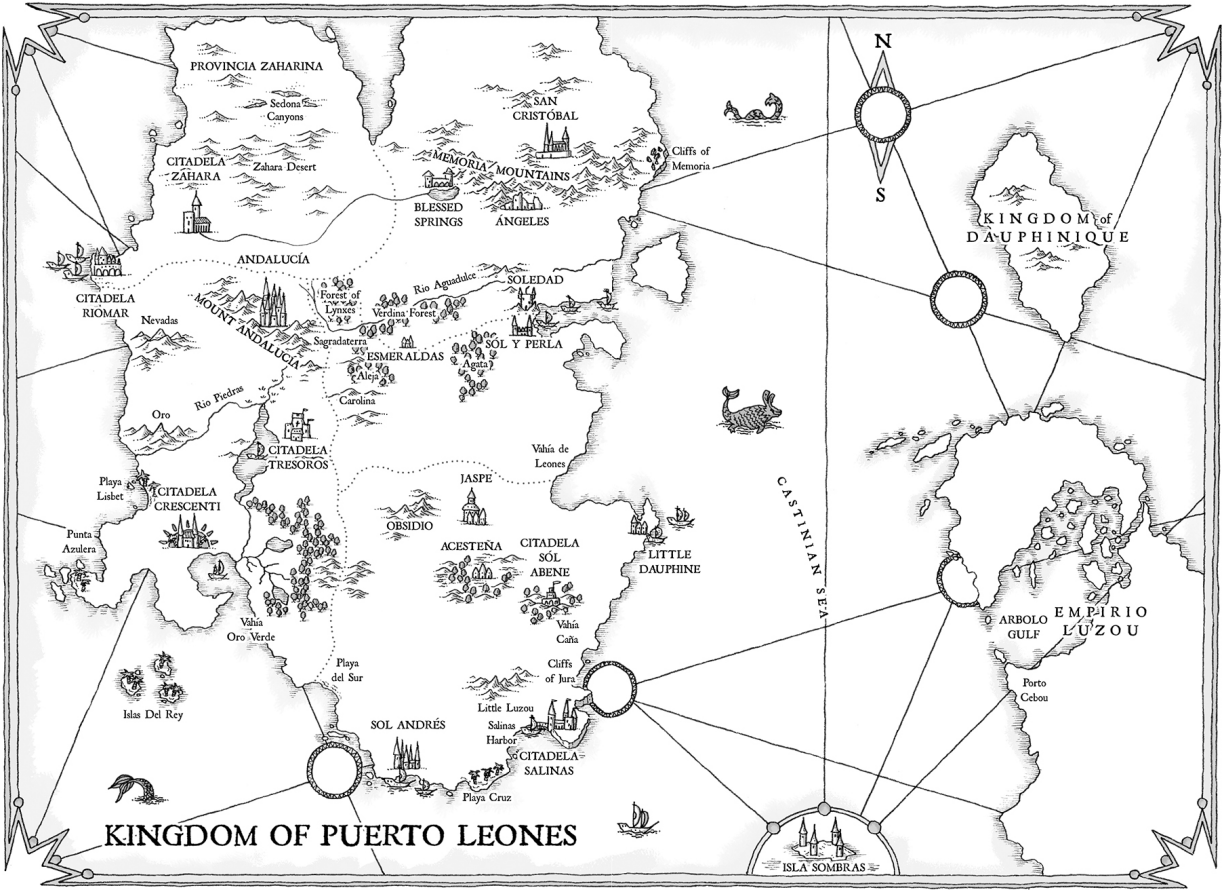 N
S
PROVINCIA ZAHARINA
Sedona
Canyons
SAN
CRISTÓBAL
CITADELA
ZAHARA
Zahara Desert
MEMORIA MOUNTAINS
Cliffs of
Memoria
BLESSED
SPRINGS
ÁNGELES
KINGDOM of
DAUPHINIQUE
ANDALUCÍA
CITADELA
RIOMAR
MOUNT ANDALUCÍA
Forest of
Lynxes
Rio Aguadulce
SOLEDAD
Nevadas
Verdina Forest
Sagradaterra
ESMERALDAS
SÓL Y PERLA
Aleja
Agata
Carolina
Rio Piedras
Oro
CITADELA
TRESOROS
Vahía de
Leones
Playa
Lisbet
CITADELA
CRESCENTI
JASPE
OBSIDIO
CASTINIAN SEA
Punta
Azulera
ACESTEÑA
CITADELA
SÓL
ABENE
LITTLE
DAUPHINE
Vahía
Oro Verde
Vahía
Caña
ARBOLO
GULF
EMPIRIO
LUZOU
Playa
del Sur
Cliffs
of Jura
Porto
Cebou
Islas Del Rey
Little Luzou
Salinas
Harbor
SOL ANDRÉS
CITADELA
SALINAS
Playa Cruz
KINGDOM OF PUERTO LEONES
ISLA SOMBRAS